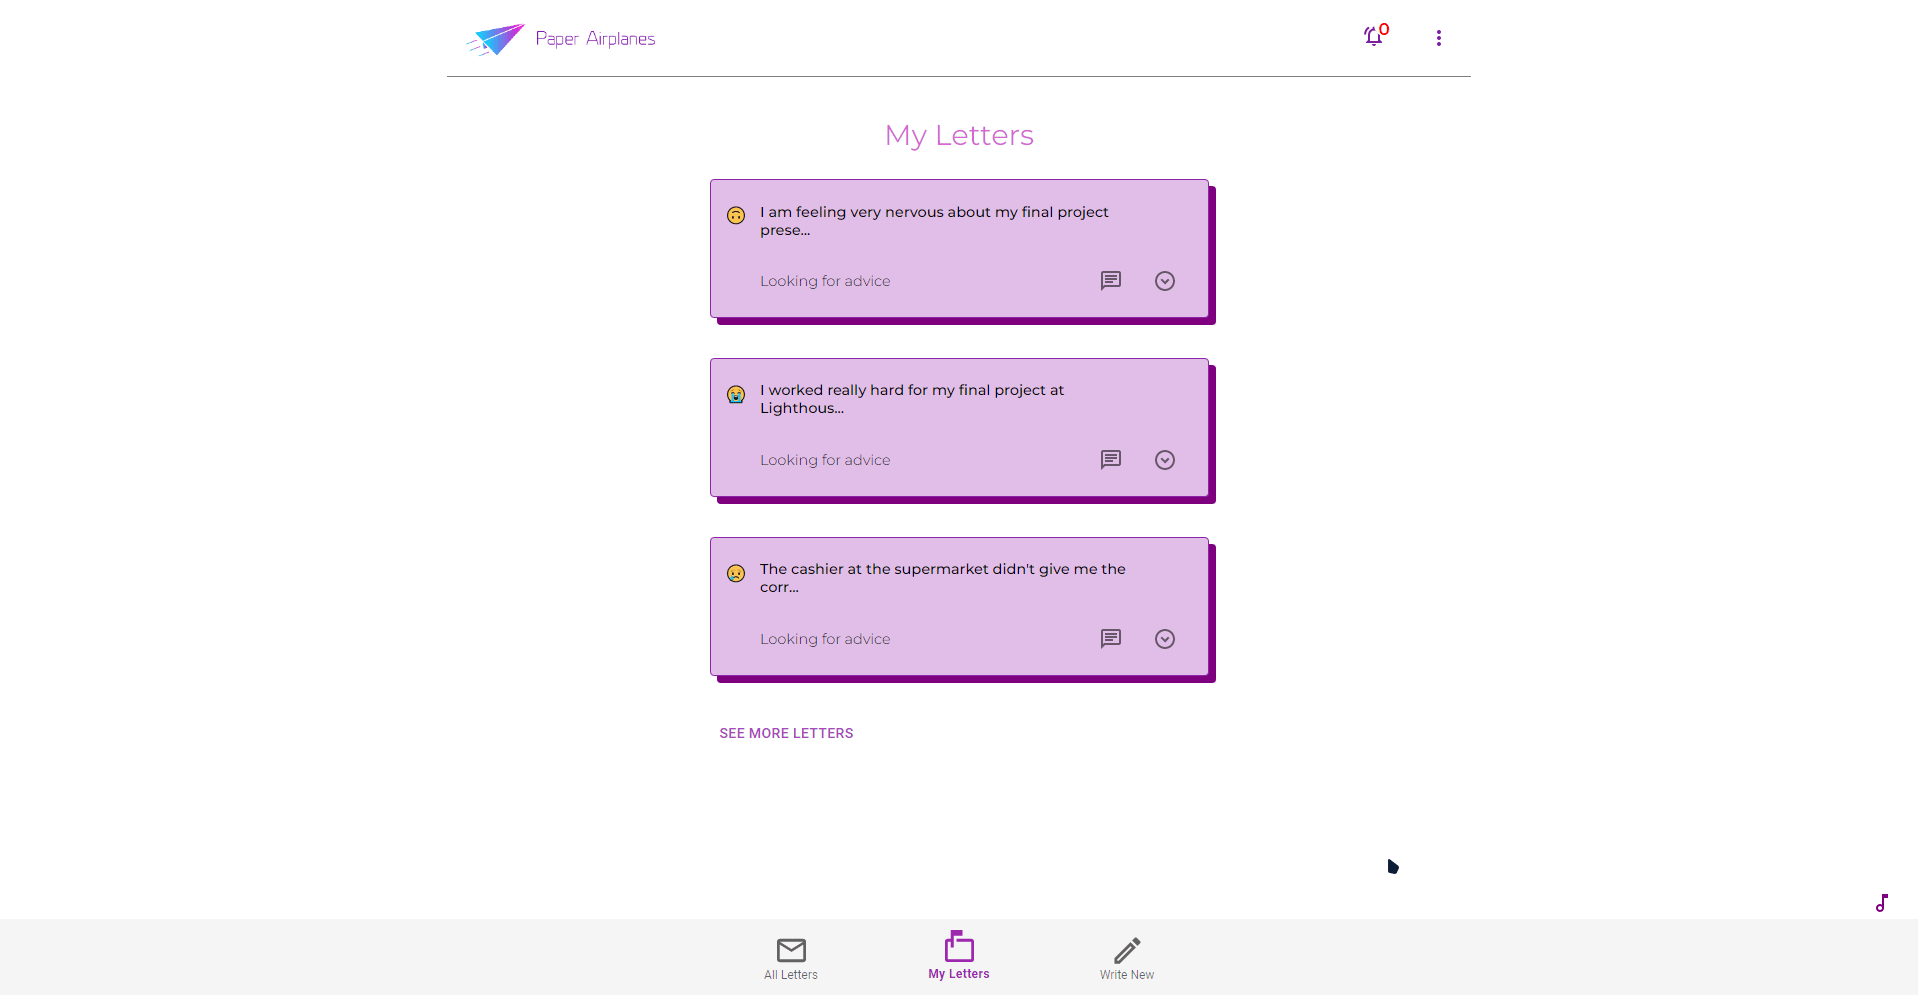 Paper Airplanes
0
My Letters
I am feeling very nervous about my final project
prese...
Looking for advice
I worked really hard for my final project at
Lighthous...
Looking for advice
The cashier at the supermarket didn't give me the
corr...
Looking for advice
SEE MORE LETTERS
All Letters
My Letters
Write New